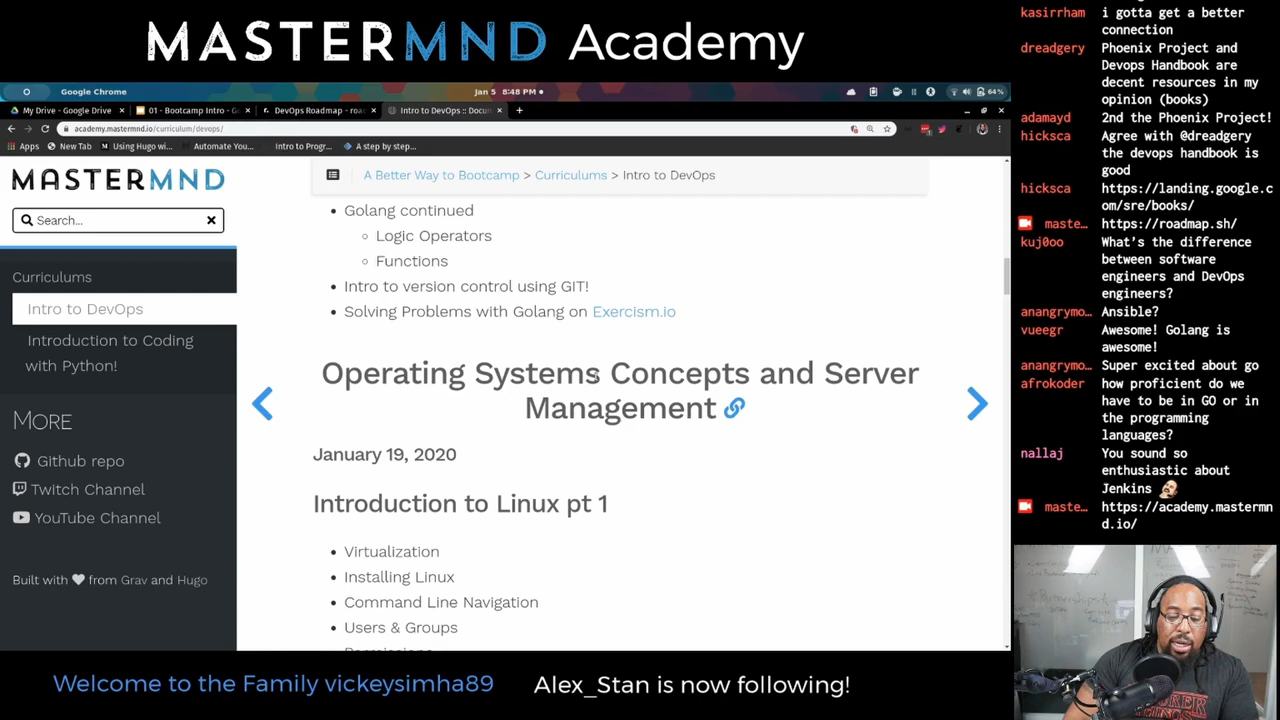 MASTERMND Academy
Google Chrome
Jan 5 8:48 PM
64%
My Drive - Google Drive
01 - Bootcamp Intro - G
DevOps Roadmap - roa
Intro to DevOps :: Docum
academy.mastermnd.io/curriculum/devops/
Apps
New Tab
Using Hugo wi...
Automate You...
Intro to Progr...
A step by step...
MASTERMND
Search...
Curriculums
Intro to DevOps
Introduction to Coding
with Python!
MORE
Github repo
Twitch Channel
YouTube Channel
Built with from Grav and Hugo
A Better Way to Bootcamp > Curriculums > Intro to DevOps
Golang continued
Logic Operators
Functions
Intro to version control using GIT!
Solving Problems with Golang on Exercism.io
Operating Systems Concepts and Server
Management
January 19, 2020
Introduction to Linux pt 1
Virtualization
Installing Linux
Command Line Navigation
Users & Groups
kasirrham i gotta get a better
connection
dreadgery Phoenix Project and
Devops Handbook are
decent resources in my
opinion (books)
adamayd 2nd the Phoenix Project!
hicksca Agree with @dreadgery
the devops handbook is
good
hicksca https://landing.google.c
om/sre/books/
maste... https://roadmap.sh/
kuj0oo What's the difference
between software
engineers and DevOps
engineers?
anangrymo... Ansible?
vueegr Awesome! Golang is
awesome!
anangrymo... Super excited about go
afrokoder how proficient do we
have to be in GO or in
the programming
languages?
nallaj You sound so
enthusiastic about
Jenkins
maste... https://academy.mastermn
d.io/
Welcome to the Family vickeysimha89
Alex_Stan is now following!